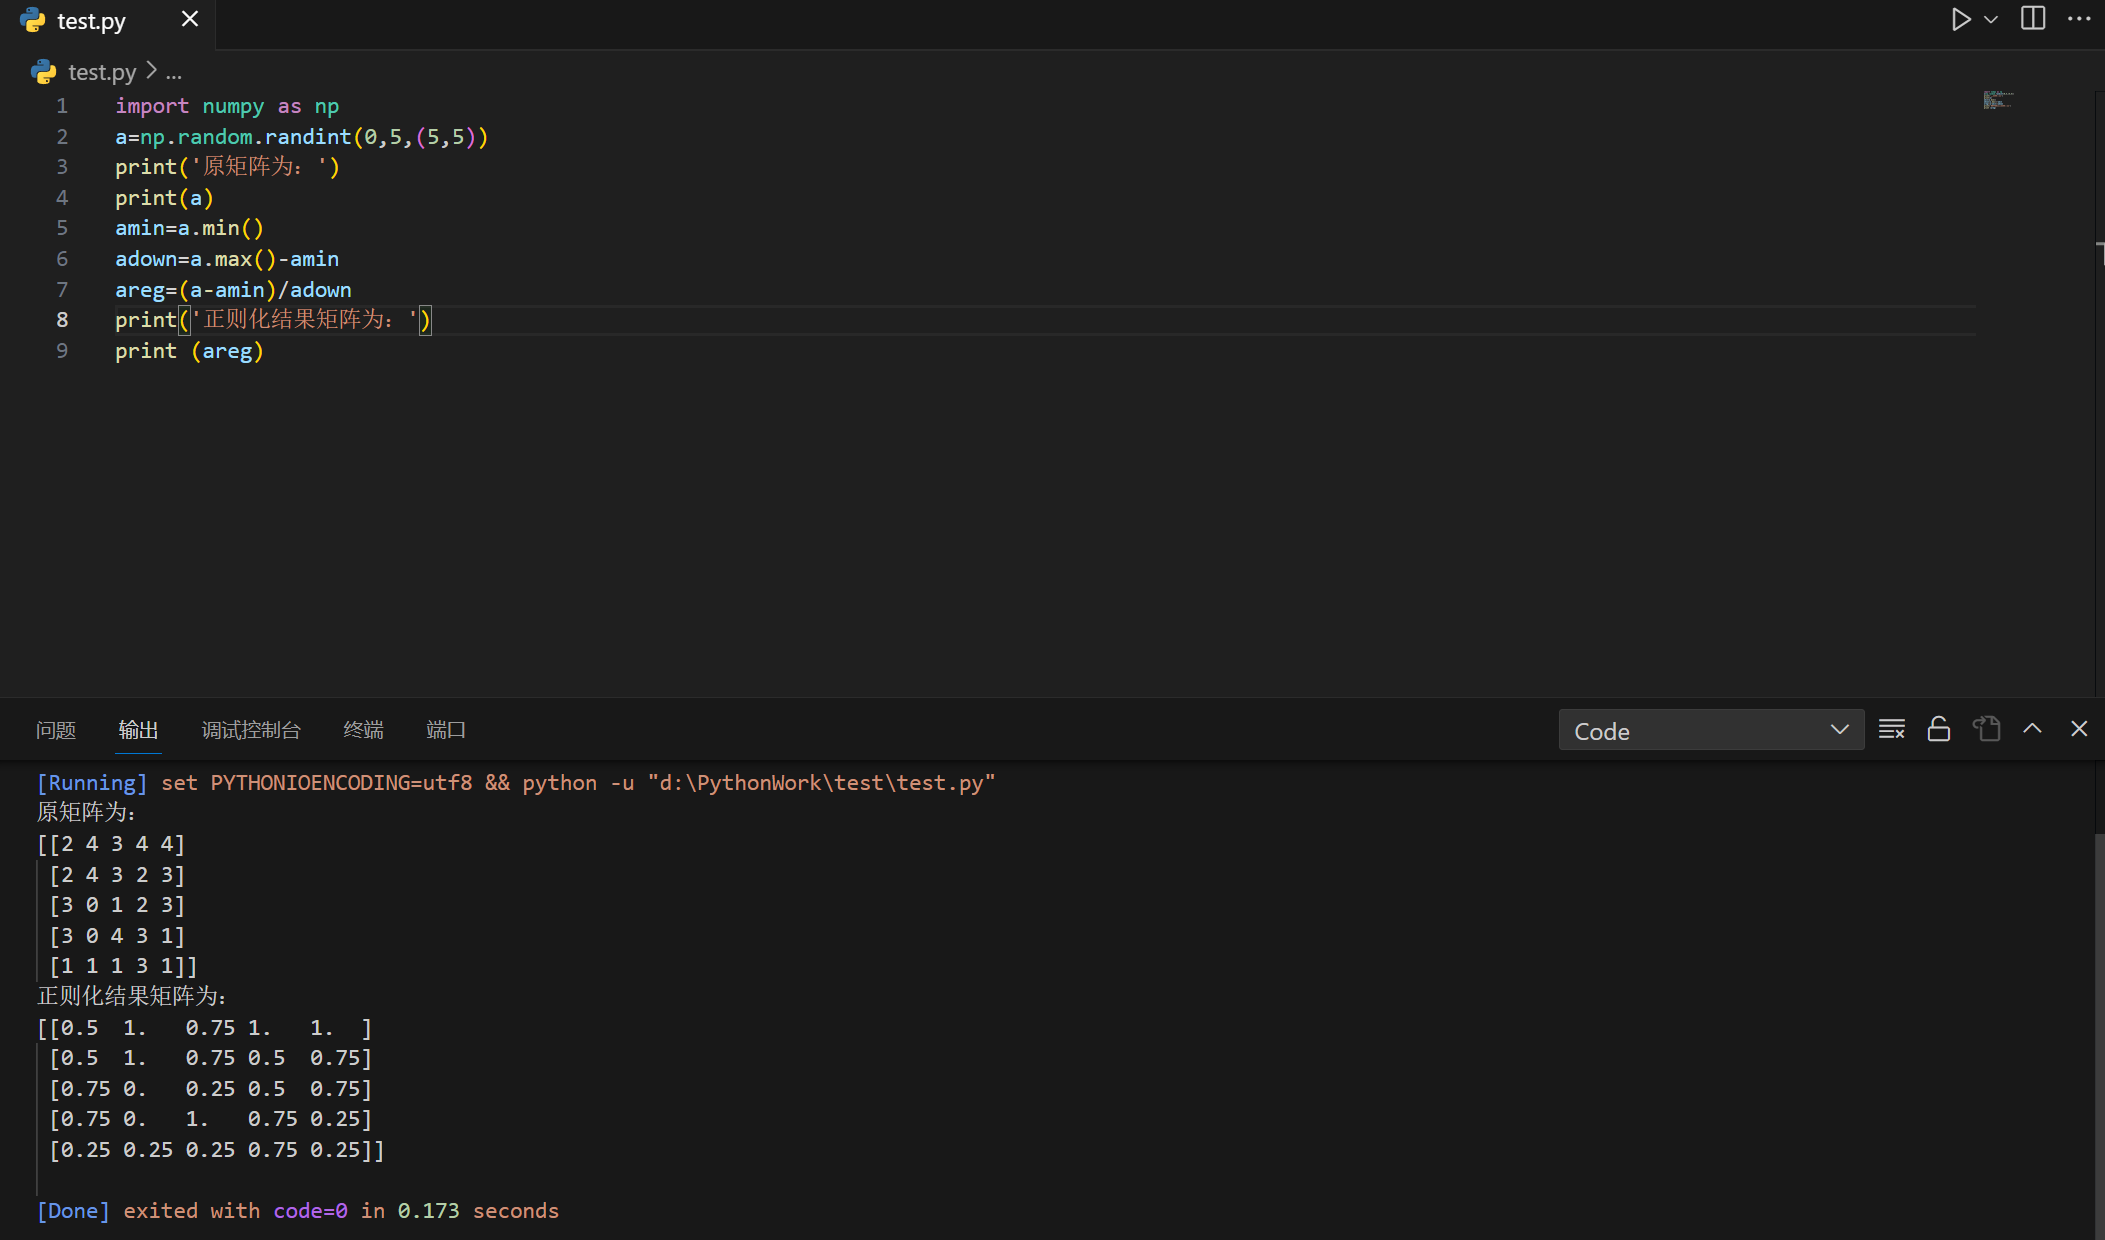 test.py
test.py > ...
1 import numpy as np
2 a=np.random.randint(0,5,(5,5))
3 print('原矩阵为：')
4 print(a)
5 amin=a.min()
6 adown=a.max()-amin
7 areg=(a-amin)/adown
8 print('正则化结果矩阵为：')
9 print (areg)
问题 输出 调试控制台 终端 端口 Code
[Running] set PYTHONIOENCODING=utf8 && python -u "d:\PythonWork\test\test.py"
原矩阵为：
[[2 4 3 4 4]
 [2 4 3 2 3]
 [3 0 1 2 3]
 [3 0 4 3 1]
 [1 1 1 3 1]]
正则化结果矩阵为：
[[0.5  1.   0.75 1.   1.  ]
 [0.5  1.   0.75 0.5  0.75]
 [0.75 0.   0.25 0.5  0.75]
 [0.75 0.   1.   0.75 0.25]
 [0.25 0.25 0.25 0.75 0.25]]
[Done] exited with code=0 in 0.173 seconds